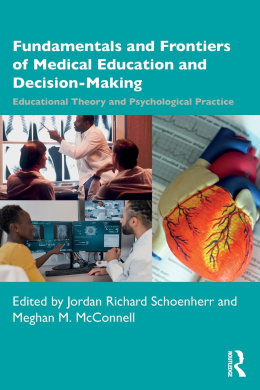 Fundamentals and Frontiers
of Medical Education and
Decision-Making
Educational Theory and Psychological Practice
Edited by Jordan Richard Schoenherr and
Meghan M. McConnell
ROUTLEDGE